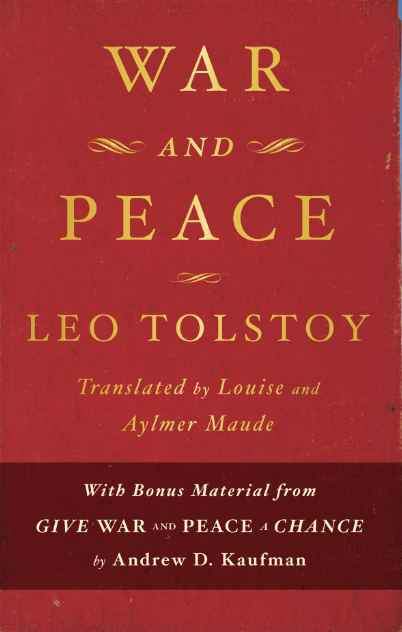 WAR
AND
PEACE
LEO TOLSTOY
Translated by Louise and
Aylmer Maude
With Bonus Material from
GIVE WAR AND PEACE A CHANCE
by Andrew D. Kaufman